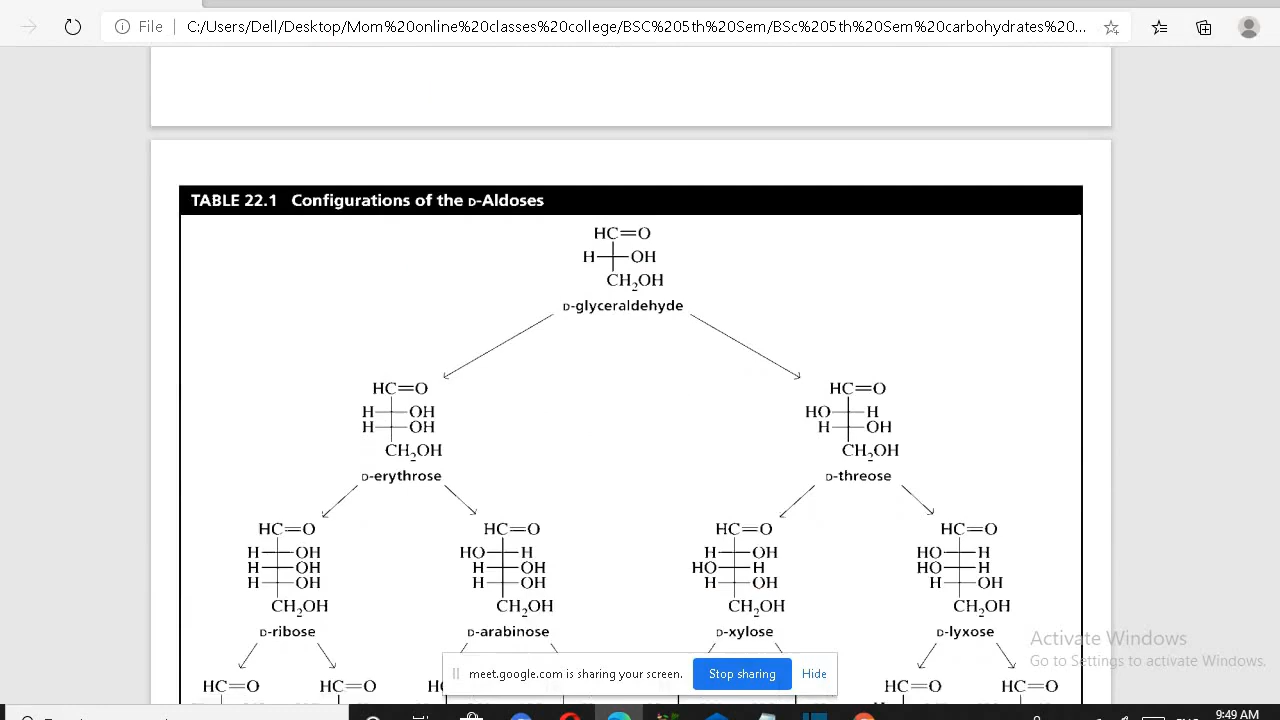 File C:/Users/Dell/Desktop/Mom%20online%20classes%20college/BSC%205th%20Sem/BSc%205th%20Sem%20carbohydrates%20...
TABLE 22.1 Configurations of the D-Aldoses
HC=O
H OH
CH2OH
D-glyceraldehyde
HC=O HC=O
H OH HO H
H OH H OH
CH2OH CH2OH
D-erythrose D-threose
HC=O HC=O HC=O HC=O
H OH HO H H OH HO H
H OH H OH HO H HO H
H OH H OH H OH H OH
CH2OH CH2OH CH2OH CH2OH
D-ribose D-arabinose D-xylose D-lyxose
Activate Windows
Go to Settings to activate Windows.
meet.google.com is sharing your screen. Stop sharing Hide
HC=O HC=O HC=O HC=O
9:49 AM